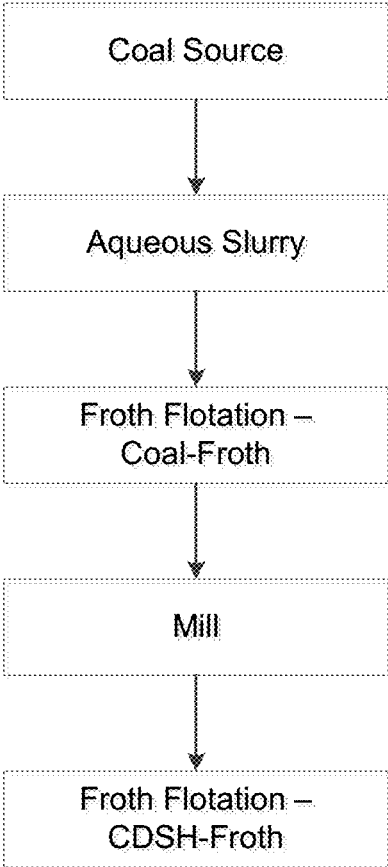 Coal Source
Aqueous Slurry
Froth Flotation –
Coal-Froth
Mill
Froth Flotation –
CDSH-Froth